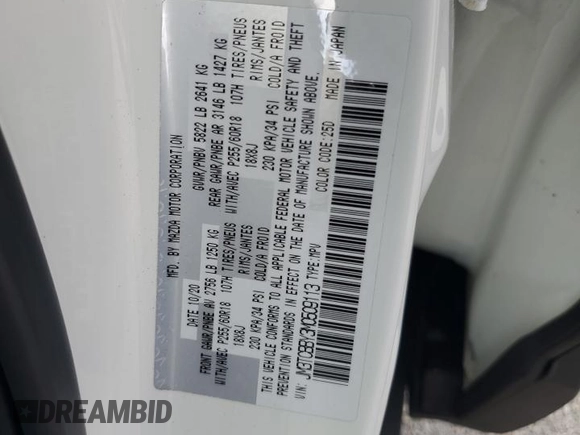 MFD. BY MAZDA MOTOR CORPORATION
DATE 10/20 GVWR/PNBV 5822 LB 2641 KG
FRONT GAWR/PNBE AV 2756 LB 1250 KG REAR GAWR/PNBE AR 3146 LB 1427 KG
WITH/AVEC P255/60R18 107H TIRES/PNEUS WITH/AVEC P255/60R18 107H TIRES/PNEUS
18X8J RIMS/JANTES 18X8J RIMS/JANTES
230 KPA/34 PSI COLD/A FROID 230 KPA/34 PSI COLD/A FROID
THIS VEHICLE CONFORMS TO ALL APPLICABLE FEDERAL MOTOR VEHICLE SAFETY AND THEFT
PREVENTION STANDARDS IN EFFECT ON THE DATE OF MANUFACTURE SHOWN ABOVE.
VIN: JM3TCBBY3M0509113 TYPE:MPV COLOR CODE:25D MADE IN JAPAN
DREAMBID